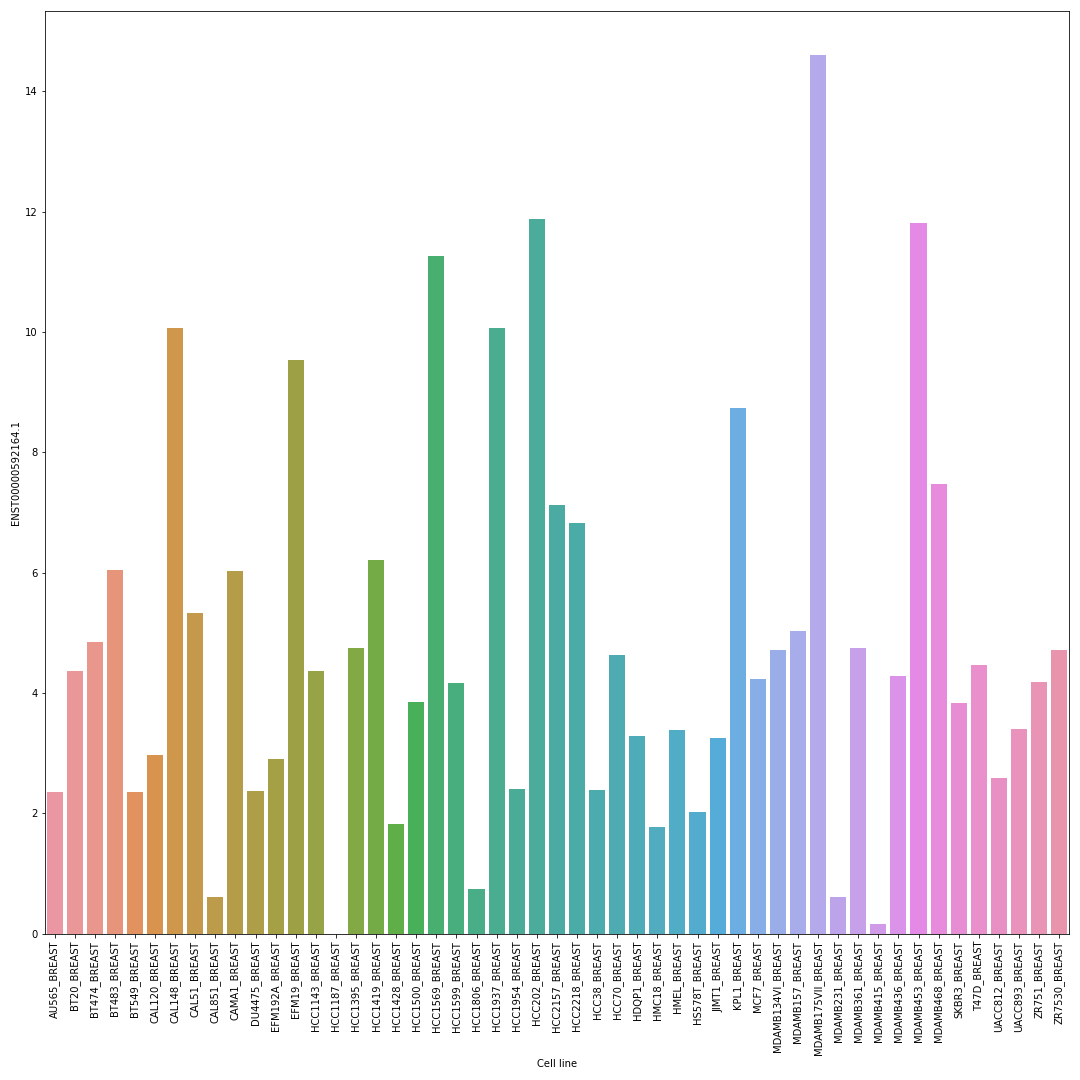 ENST00000592164.1
14
12
10
8
6
4
2
0
AU565_BREAST
BT20_BREAST
BT474_BREAST
BT483_BREAST
BT549_BREAST
CAL120_BREAST
CAL148_BREAST
CAL51_BREAST
CAL851_BREAST
CAMA1_BREAST
DU4475_BREAST
EFM192A_BREAST
EFM19_BREAST
HCC1143_BREAST
HCC1187_BREAST
HCC1395_BREAST
HCC1419_BREAST
HCC1428_BREAST
HCC1500_BREAST
HCC1569_BREAST
HCC1599_BREAST
HCC1806_BREAST
HCC1937_BREAST
HCC1954_BREAST
HCC202_BREAST
HCC2157_BREAST
HCC2218_BREAST
HCC38_BREAST
HCC70_BREAST
HDQP1_BREAST
HMC18_BREAST
HMEL_BREAST
HS578T_BREAST
JIMT1_BREAST
KPL1_BREAST
MCF7_BREAST
MDAMB134VI_BREAST
MDAMB157_BREAST
MDAMB175VII_BREAST
MDAMB231_BREAST
MDAMB361_BREAST
MDAMB415_BREAST
MDAMB436_BREAST
MDAMB453_BREAST
MDAMB468_BREAST
SKBR3_BREAST
T47D_BREAST
UACC812_BREAST
UACC893_BREAST
ZR751_BREAST
ZR7530_BREAST
Cell line